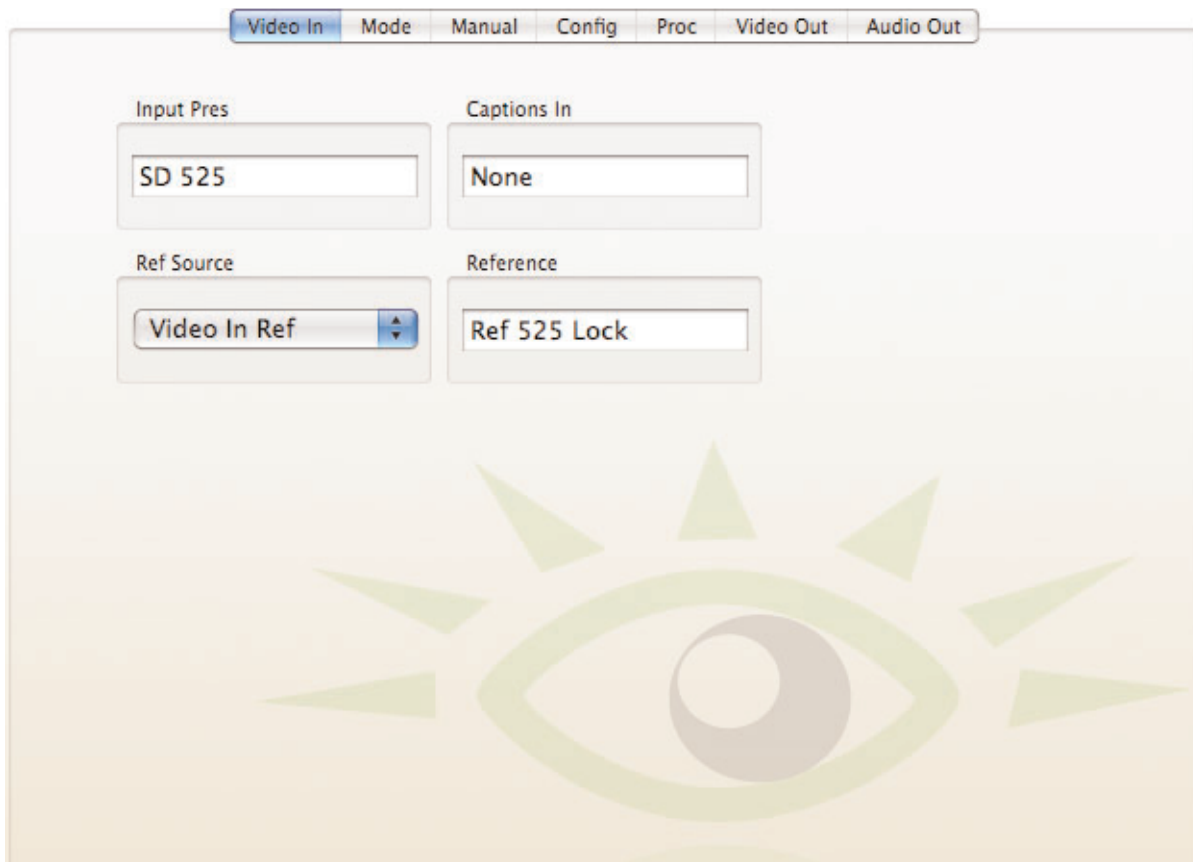 Video In Mode Manual Config Proc Video Out Audio Out
Input Pres
SD 525
Captions In
None
Ref Source
Video In Ref
Reference
Ref 525 Lock